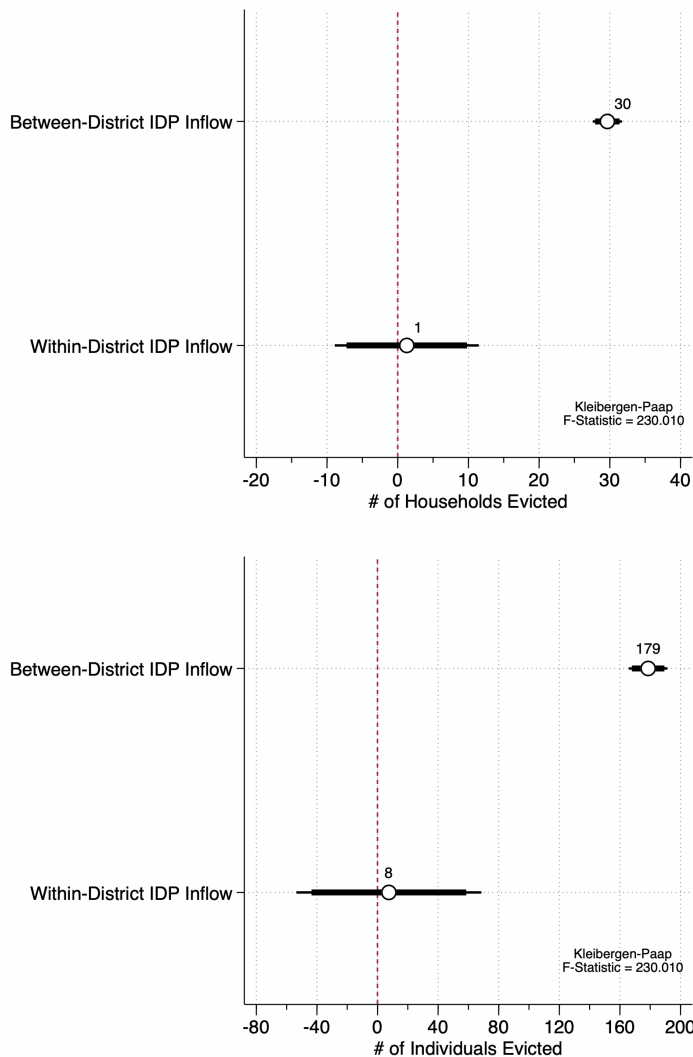 30
Between-District IDP Inflow
1
Within-District IDP Inflow
Kleibergen-Paap
F-Statistic = 230.010
-20 -10 0 10 20 30 40
# of Households Evicted
179
Between-District IDP Inflow
8
Within-District IDP Inflow
Kleibergen-Paap
F-Statistic = 230.010
-80 -40 0 40 80 120 160 200
# of Individuals Evicted